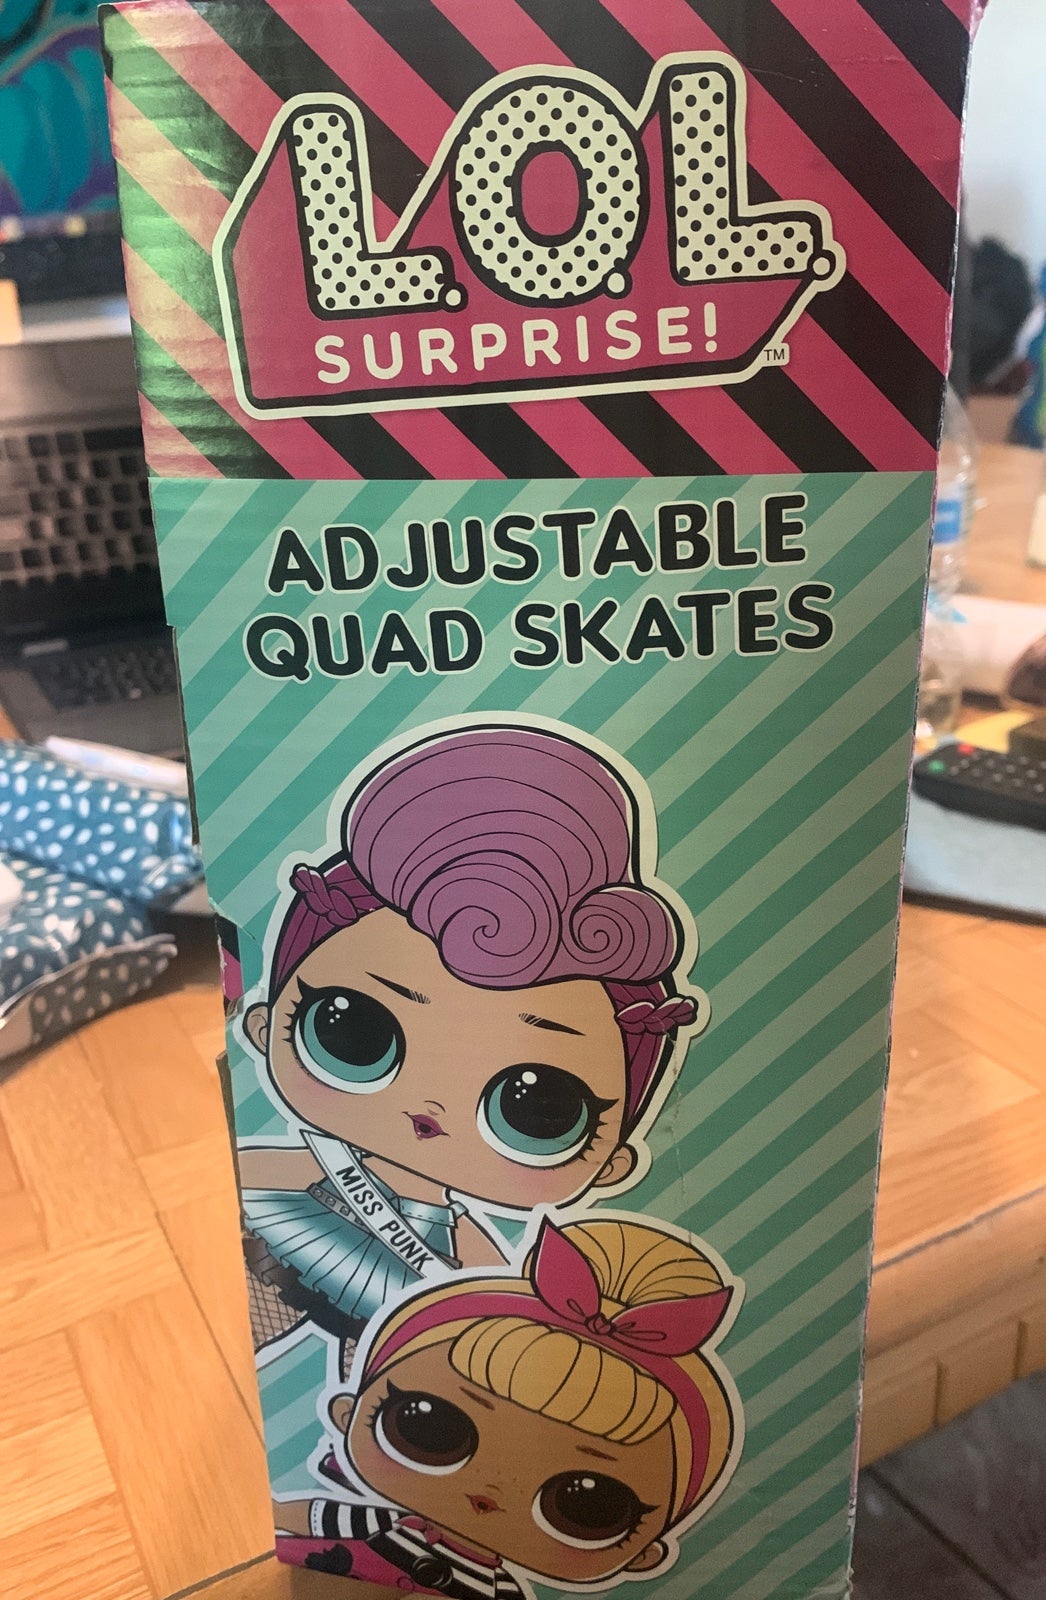 L.O.L.
SURPRISE!
TM
ADJUSTABLE
QUAD SKATES
MISS PUNK